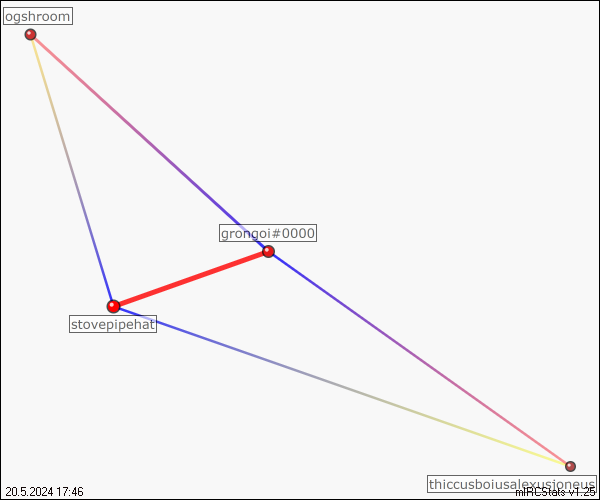 ogshroom
grongoi#0000
stovepipehat
thiccusboiusalexusioneus
20.5.2024 17:46
mIRCStats v1.25